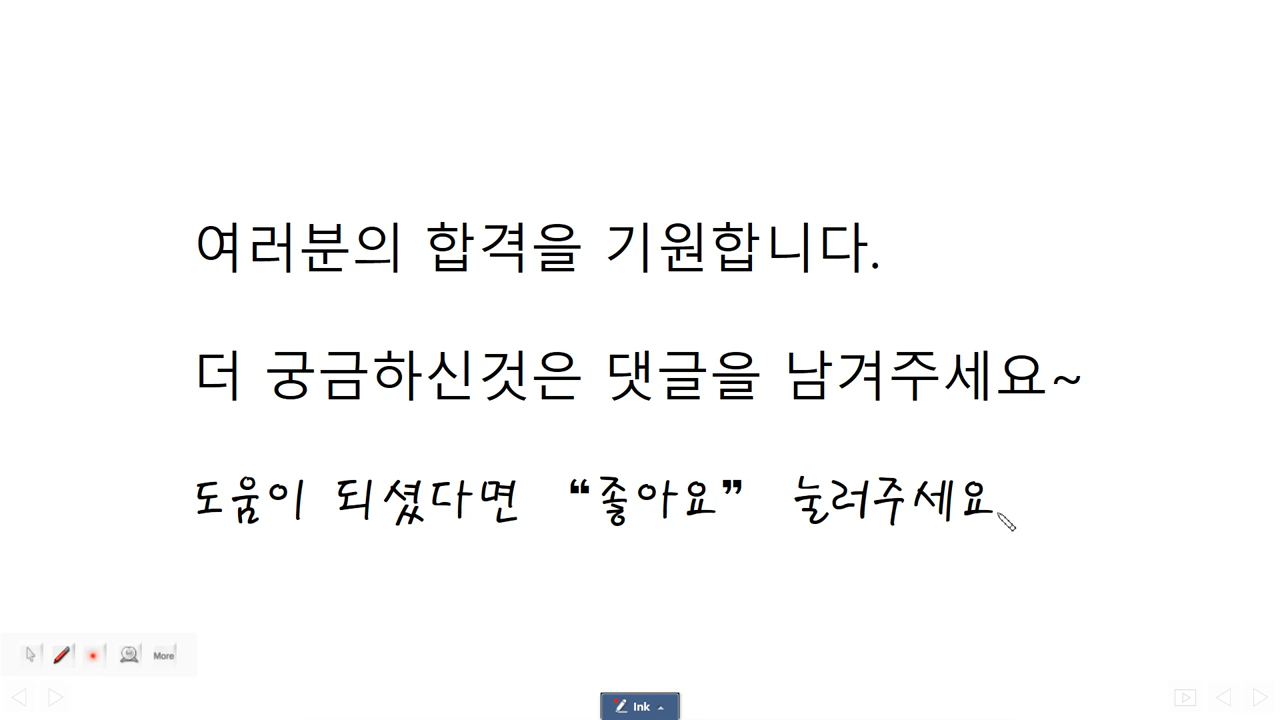 여러분의 합격을 기원합니다.
더 궁금하신것은 댓글을 남겨주세요~
도움이 되셨다면 “좋아요” 눌러주세요
More
Ink